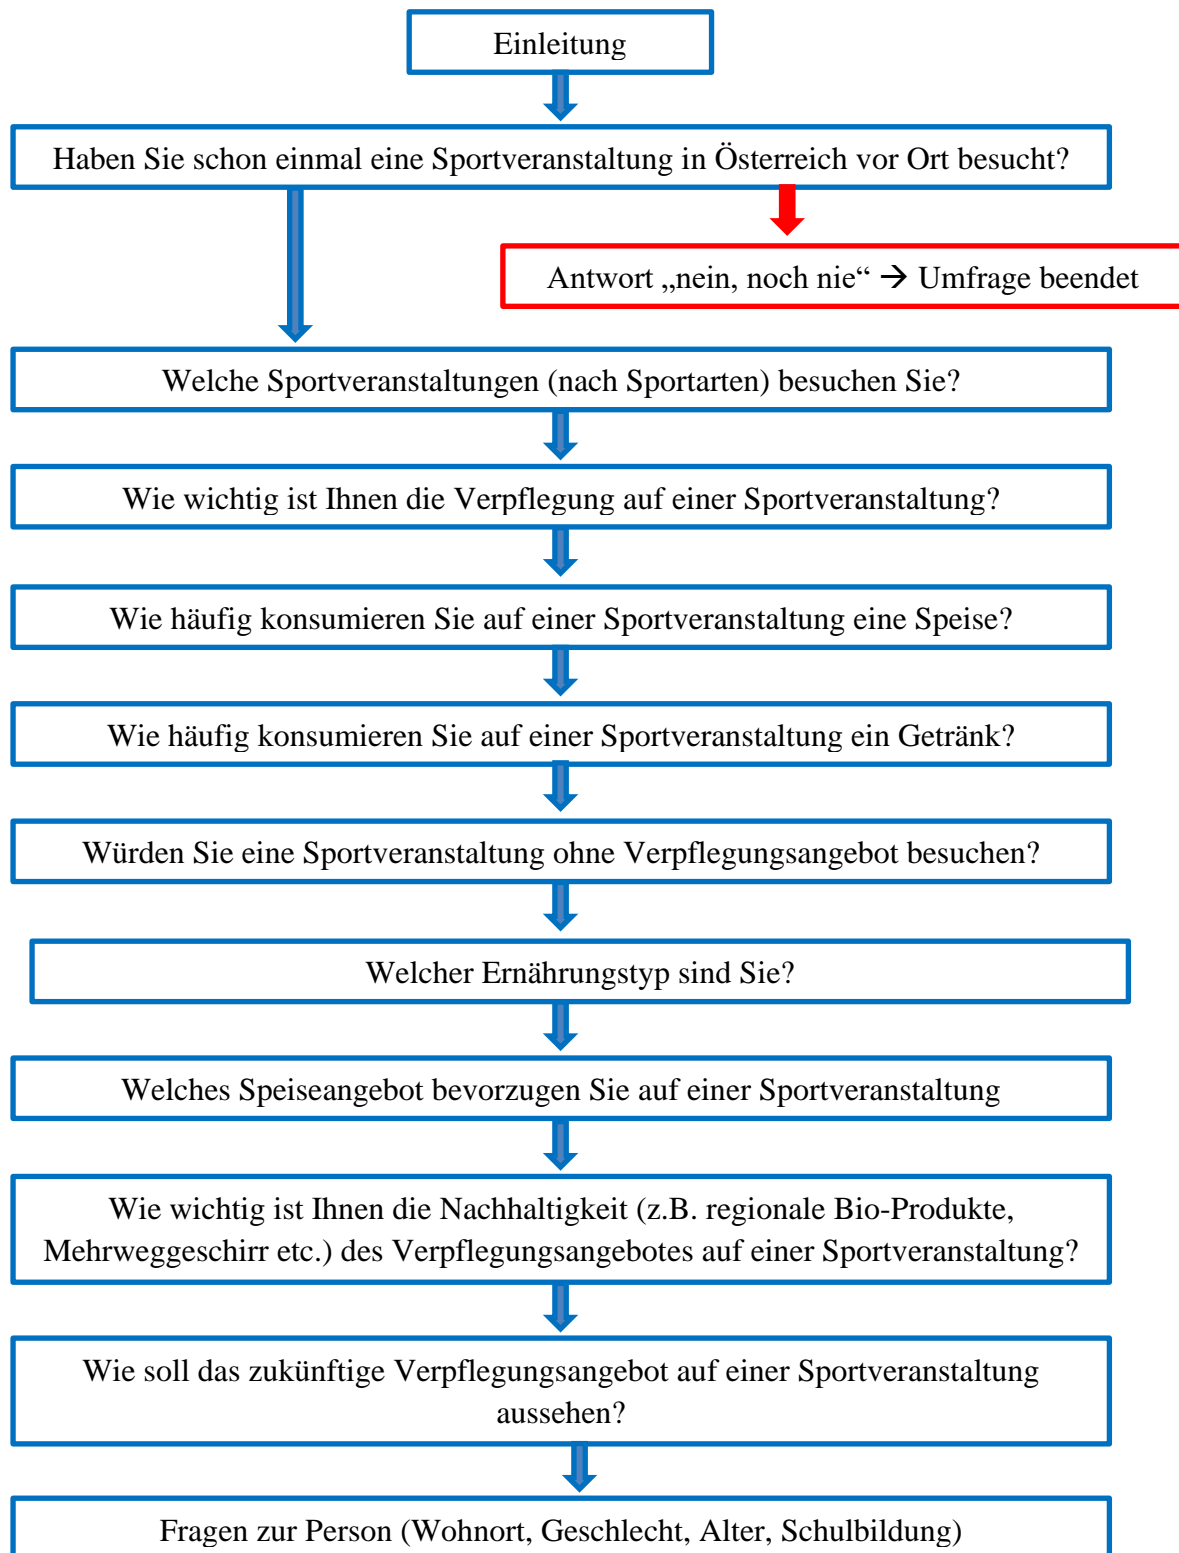 Einleitung
Haben Sie schon einmal eine Sportveranstaltung in Österreich vor Ort besucht?
Antwort „nein, noch nie“ → Umfrage beendet
Welche Sportveranstaltungen (nach Sportarten) besuchen Sie?
Wie wichtig ist Ihnen die Verpflegung auf einer Sportveranstaltung?
Wie häufig konsumieren Sie auf einer Sportveranstaltung eine Speise?
Wie häufig konsumieren Sie auf einer Sportveranstaltung ein Getränk?
Würden Sie eine Sportveranstaltung ohne Verpflegungsangebot besuchen?
Welcher Ernährungstyp sind Sie?
Welches Speiseangebot bevorzugen Sie auf einer Sportveranstaltung
Wie wichtig ist Ihnen die Nachhaltigkeit (z.B. regionale Bio-Produkte,
Mehrweggeschirr etc.) des Verpflegungsangebotes auf einer Sportveranstaltung?
Wie soll das zukünftige Verpflegungsangebot auf einer Sportveranstaltung
aussehen?
Fragen zur Person (Wohnort, Geschlecht, Alter, Schulbildung)